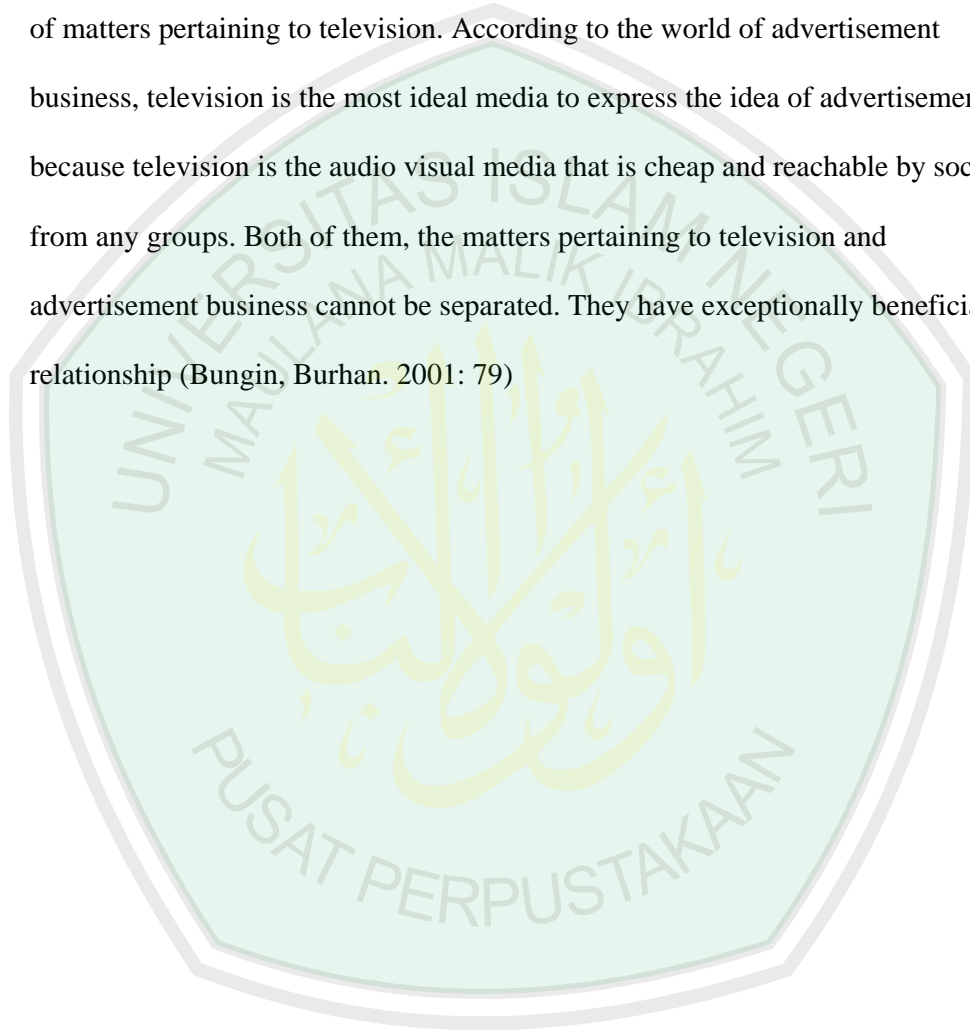 of matters pertaining to television. According to the world of advertisement
business, television is the most ideal media to express the idea of advertisemen
because television is the audio visual media that is cheap and reachable by soc
from any groups. Both of them, the matters pertaining to television and
advertisement business cannot be separated. They have exceptionally beneficia
relationship (Bungin, Burhan. 2001: 79)
UNIVERSITAS ISLAM NEGERI
MAULANA MALIK IBRAHIM
PUSAT PERPUSTAKAAN